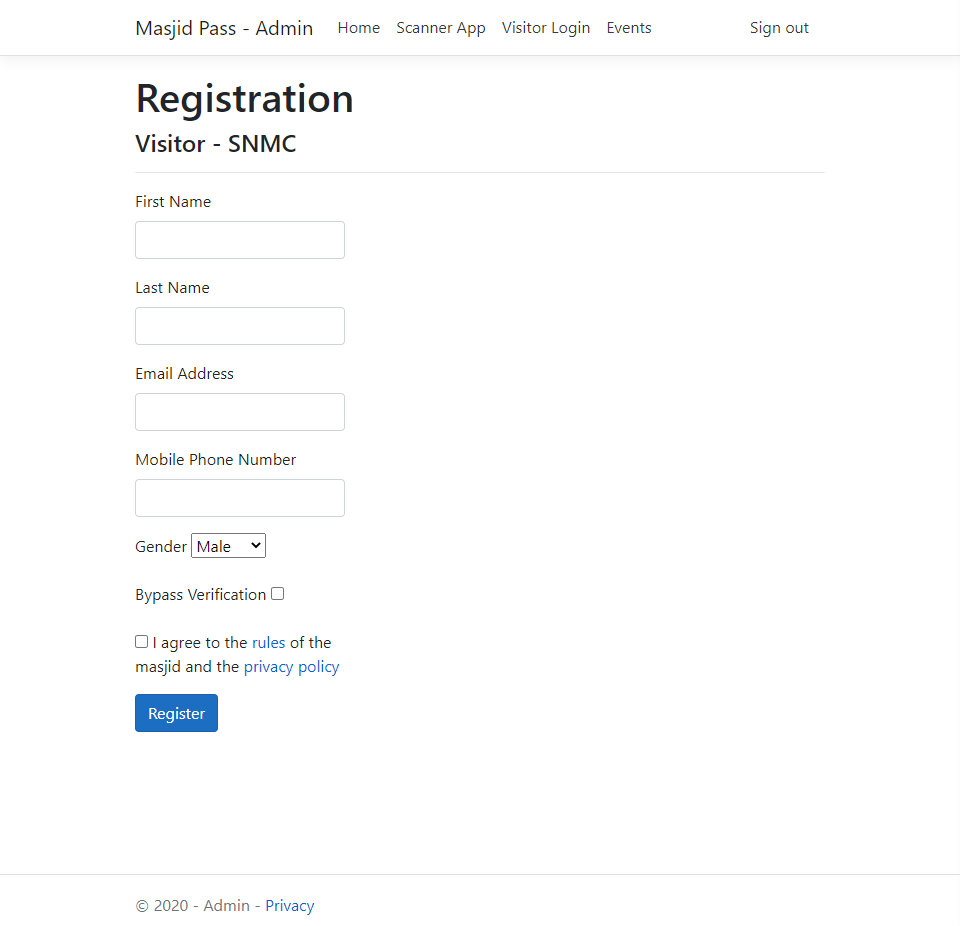 Masjid Pass - Admin Home Scanner App Visitor Login Events Sign out
Registration
Visitor - SNMC
First Name
Last Name
Email Address
Mobile Phone Number
Gender Male
Bypass Verification
I agree to the rules of the
masjid and the privacy policy
Register
© 2020 - Admin - Privacy